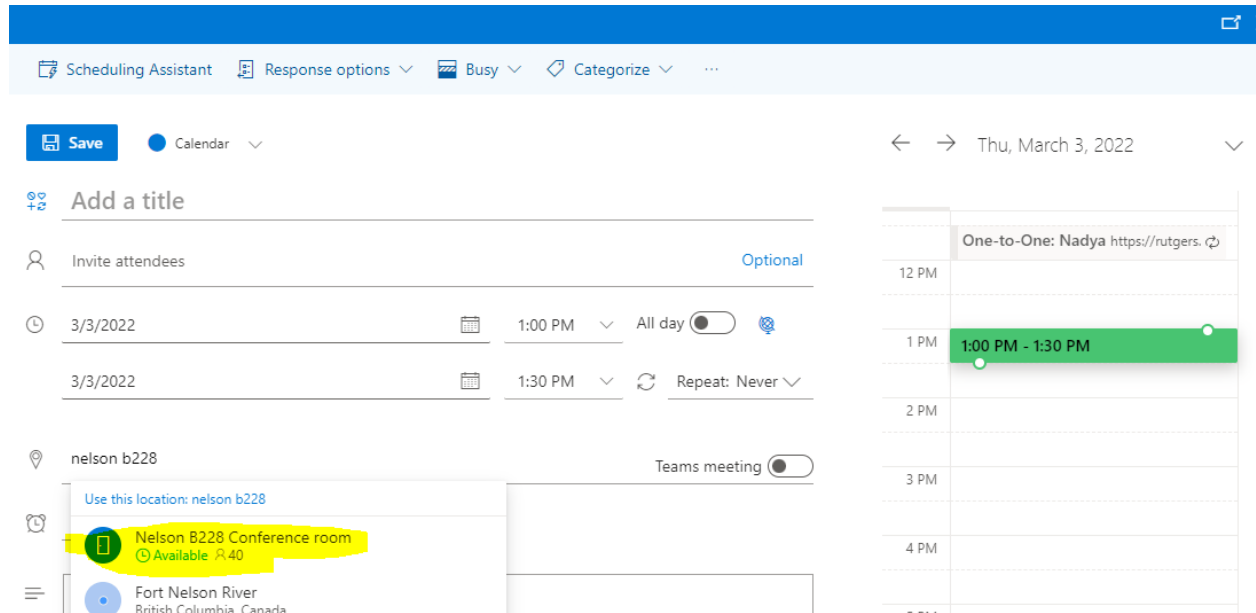 Scheduling Assistant Response options Busy Categorize ...
Save Calendar
Thu, March 3, 2022
Add a title
Invite attendees Optional
3/3/2022 1:00 PM All day
3/3/2022 1:30 PM Repeat: Never
nelson b228
Teams meeting
Use this location: nelson b228
Nelson B228 Conference room
Available 40
Fort Nelson River
British Columbia, Canada
One-to-One: Nadya https://rutgers.
12 PM
1 PM 1:00 PM - 1:30 PM
2 PM
3 PM
4 PM